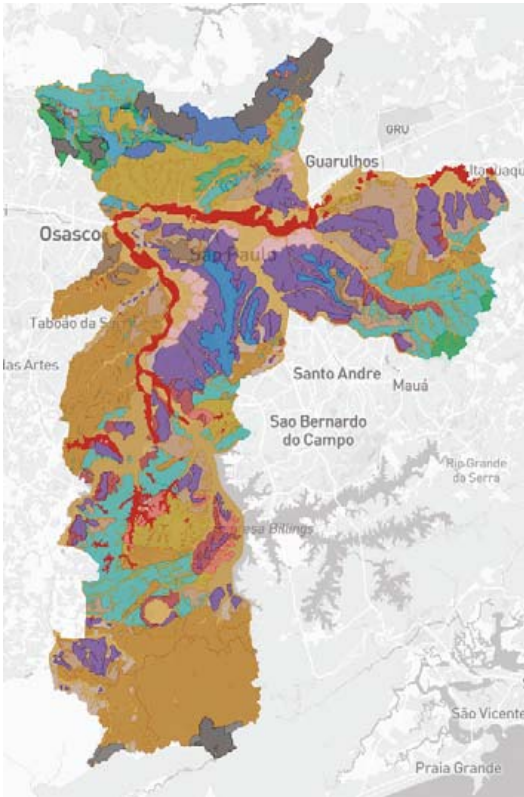 GRU
Guarulhos
Itaquaq
Osasco
São Paulo
Taboão da Serra
das Artes
Santo Andre
Mauá
Sao Bernardo
do Campo
Rio Grande
da Serra
Billings
São Vicente
Praia Grande